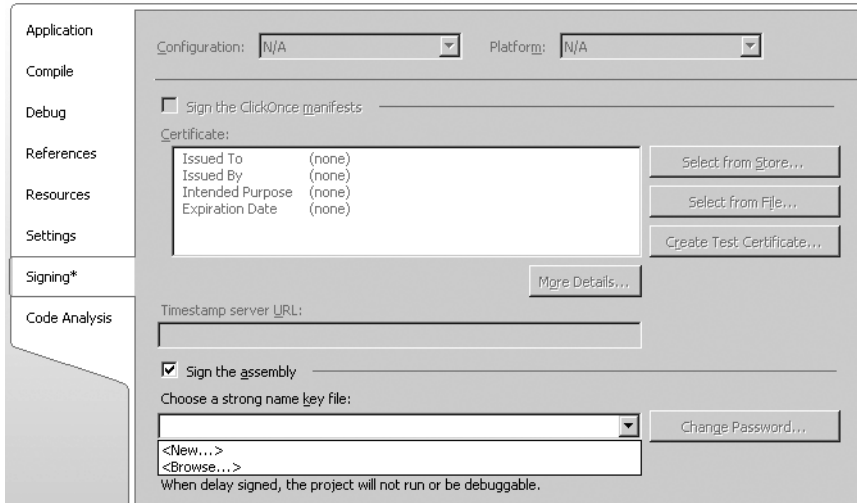 Application
Compile
Debug
References
Resources
Settings
Signing*
Code Analysis
Configuration: N/A Platform: N/A
Sign the ClickOnce manifests
Certificate:
Issued To (none)
Issued By (none)
Intended Purpose (none)
Expiration Date (none)
Select from Store...
Select from File...
Create Test Certificate...
More Details...
Timestamp server URL:
Sign the assembly
Choose a strong name key file:
Change Password...
<New...>
<Browse...>
When delay signed, the project will not run or be debuggable.